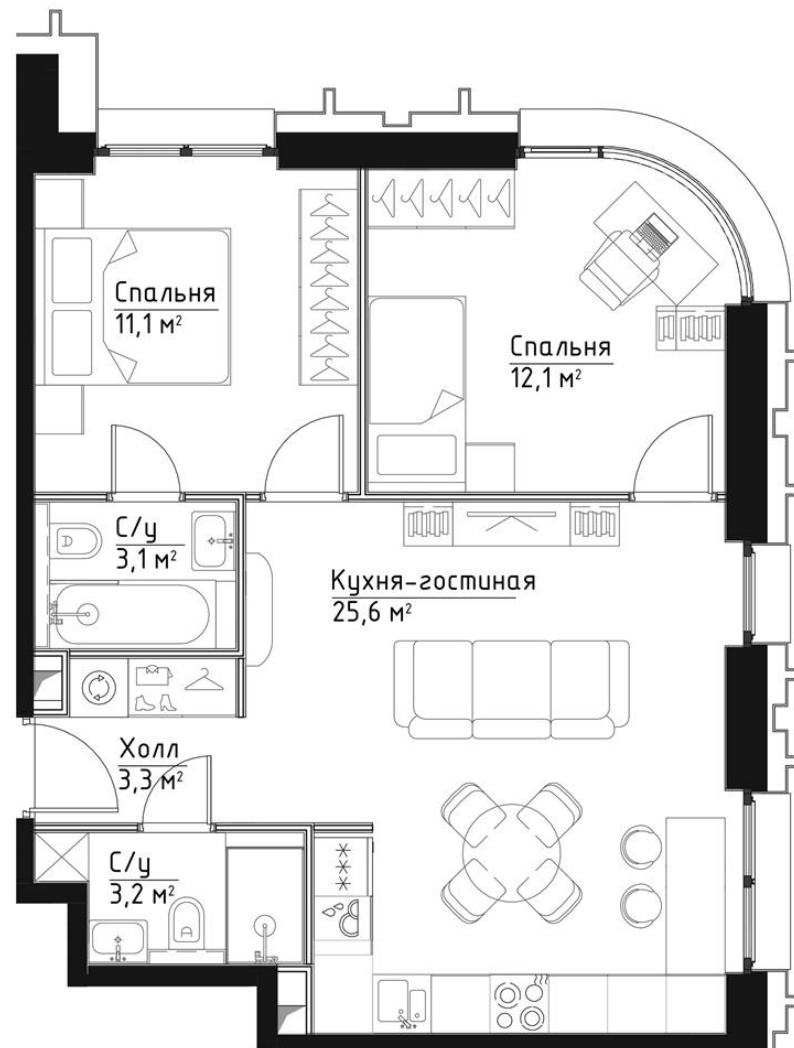 Спальня
11,1 м²
Спальня
12,1 м²
С/у
3,1 м²
Кухня-гостиная
25,6 м²
Холл
3,3 м²
С/у
3,2 м²